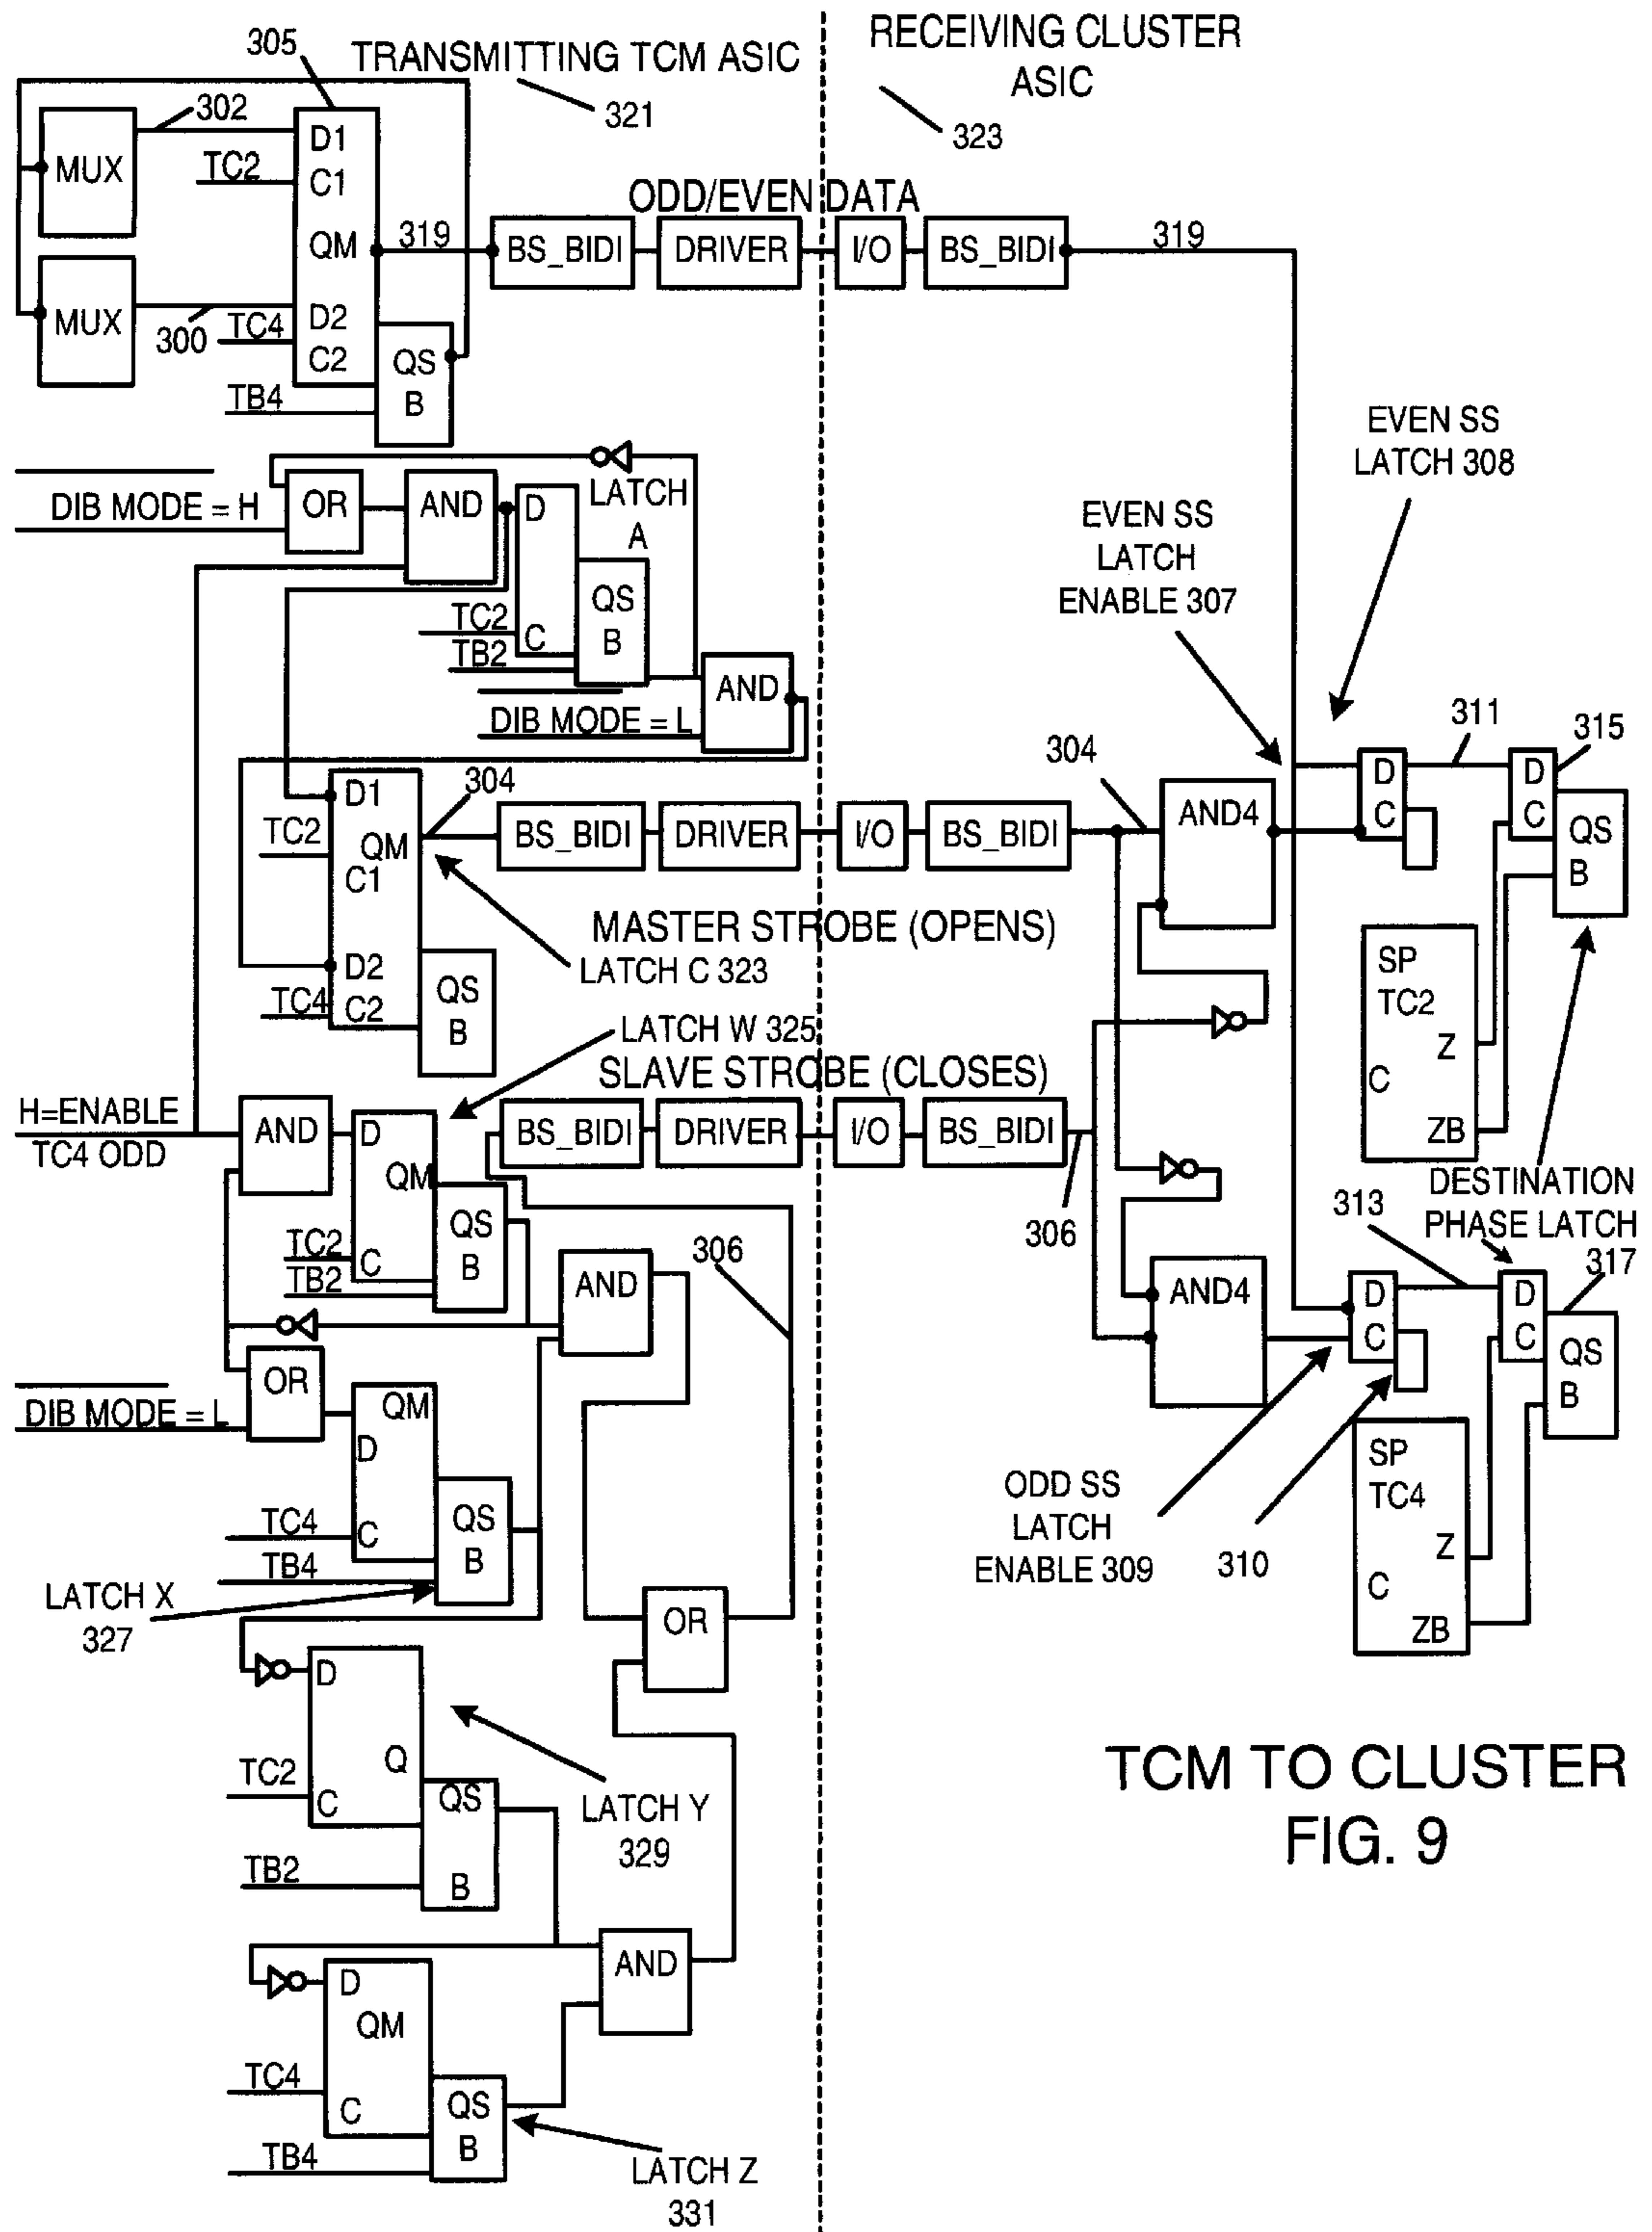 305
TRANSMITTING TCM ASIC
321
RECEIVING CLUSTER
ASIC
323
MUX
302
D1
TC2
C1
QM
319
ODD/EVEN DATA
BS_BIDI
DRIVER
I/O
BS_BIDI
319
MUX
300
D2
TC4
C2
QS
TB4
B
EVEN SS
LATCH 308
DIB MODE = H
OR
AND
D
LATCH
A
EVEN SS
LATCH
ENABLE 307
QS
TC2
C
B
TB2
AND
DIB MODE = L
304
311
315
D1
304
TC2
QM
C1
BS_BIDI
DRIVER
I/O
BS_BIDI
AND4
D
C
D
C
QS
B
MASTER STROBE (OPENS)
LATCH C 323
D2
TC4
C2
QS
B
SP
TC2
Z
C
ZB
LATCH W 325
SLAVE STROBE (CLOSES)
H=ENABLE
TC4 ODD
AND
D
QM
BS_BIDI
DRIVER
I/O
BS_BIDI
306
DESTINATION
PHASE LATCH
313
317
QS
TC2
C
B
TB2
AND
306
AND4
D
C
D
C
QS
B
OR
DIB MODE = L
QM
D
310
ODD SS
LATCH
ENABLE 309
SP
TC4
Z
C
ZB
TC4
C
QS
TB4
B
LATCH X
327
OR
D
Q
TC2
C
QS
LATCH Y
329
TB2
B
TCM TO CLUSTER
FIG. 9
AND
D
QM
TC4
C
QS
TB4
B
LATCH Z
331